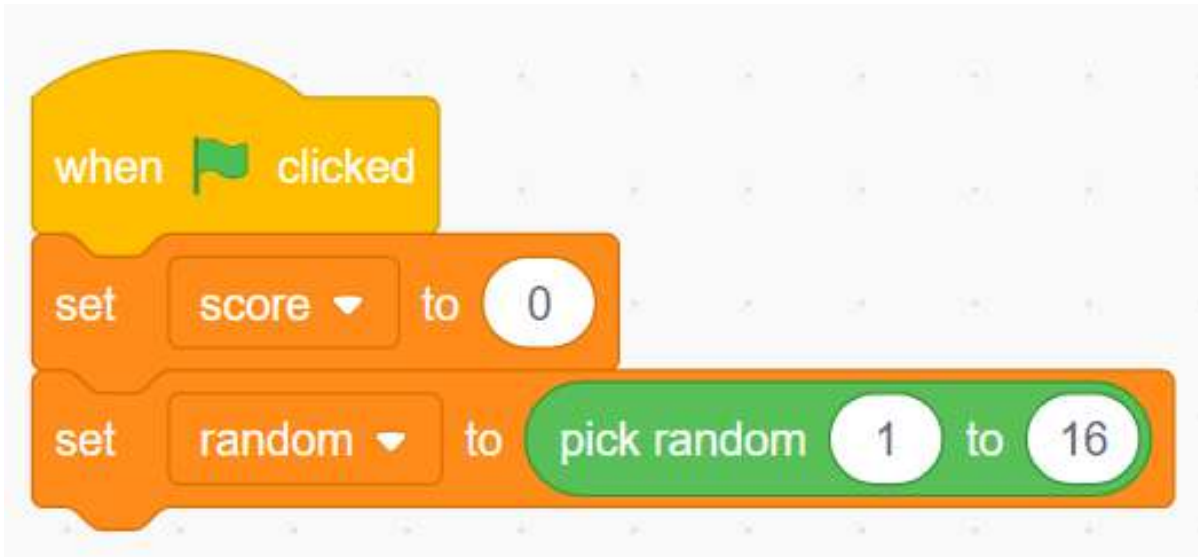 when clicked
set score to 0
set random to pick random 1 to 16